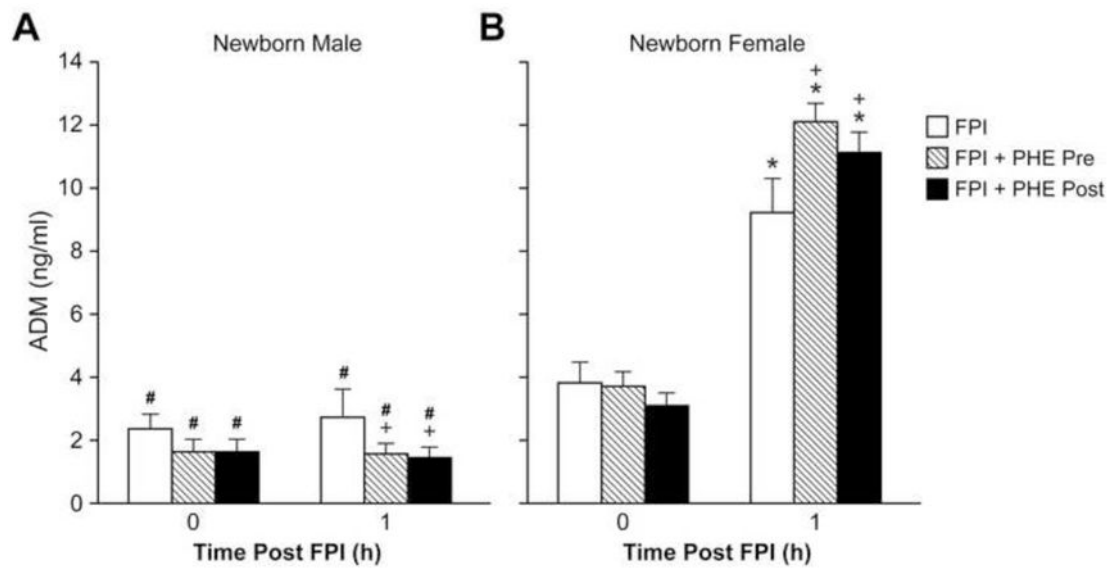 A
Newborn Male
B
Newborn Female
14
12
10
8
6
4
2
0
ADM (ng/ml)
# # #
#
# #
+ +
0 1
Time Post FPI (h)
+
* +
* *
0 1
Time Post FPI (h)
FPI
FPI + PHE Pre
FPI + PHE Post